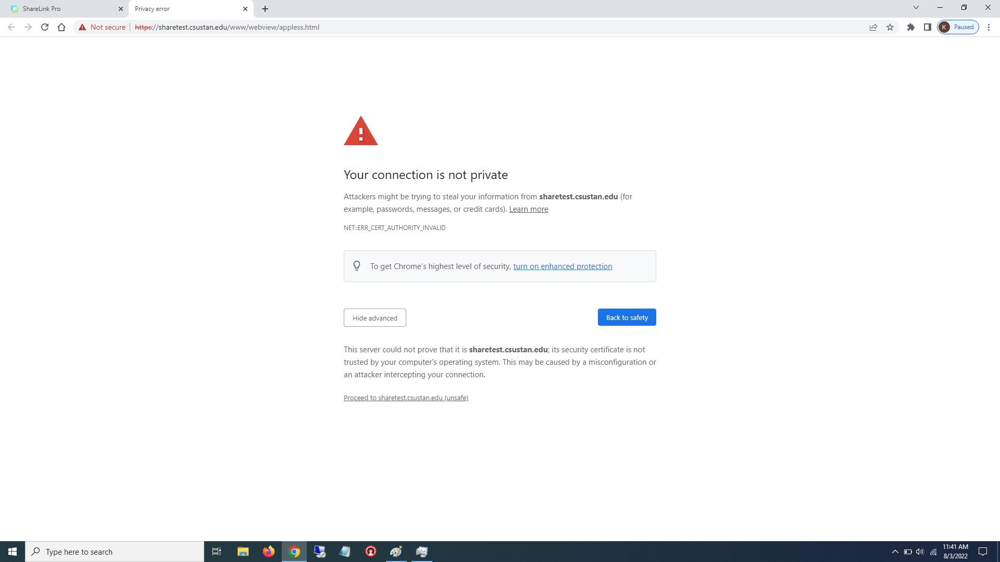 ShareLink Pro
Privacy error
Not secure
https://sharetest.csustan.edu/www/webview/appless.html
K
Paused
Your connection is not private
Attackers might be trying to steal your information from sharetest.csustan.edu (for
example, passwords, messages, or credit cards). Learn more
NET::ERR_CERT_AUTHORITY_INVALID
To get Chrome's highest level of security, turn on enhanced protection
Hide advanced
Back to safety
This server could not prove that it is sharetest.csustan.edu; its security certificate is not
trusted by your computer's operating system. This may be caused by a misconfiguration or
an attacker intercepting your connection.
Proceed to sharetest.csustan.edu (unsafe)
Type here to search
11:41 AM
8/3/2022